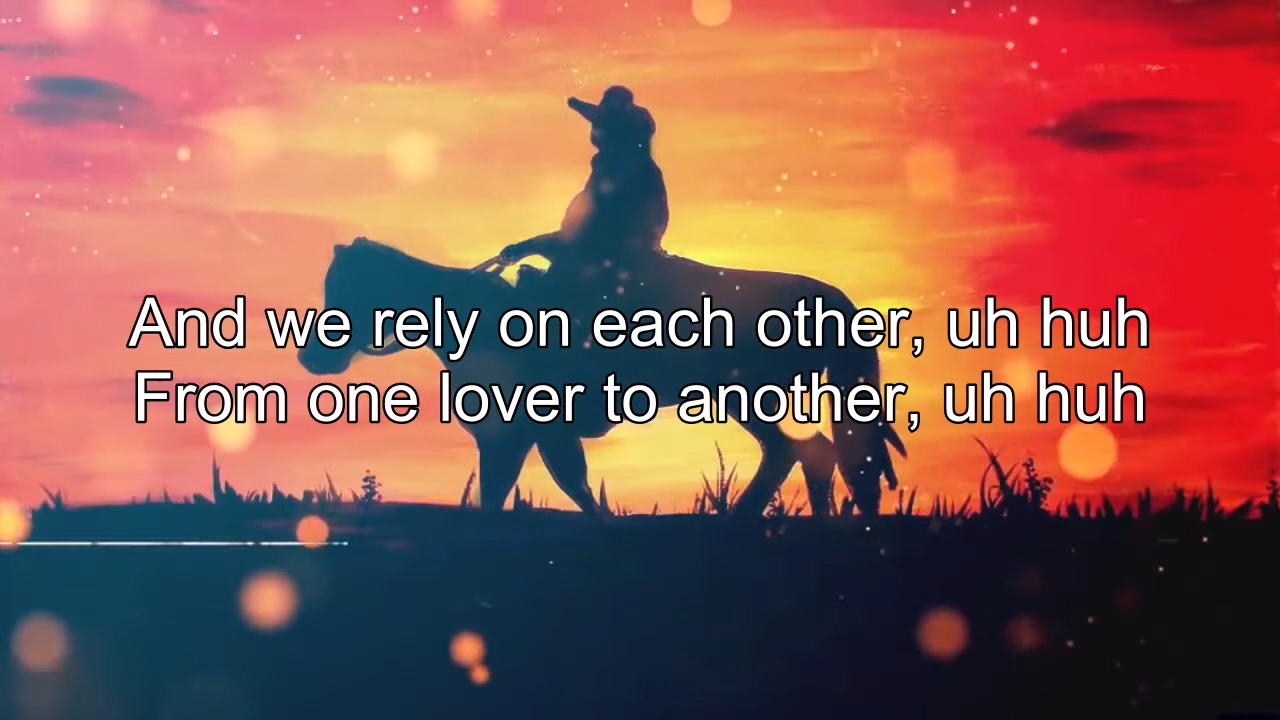 And we rely on each other, uh huh
From one lover to another, uh huh